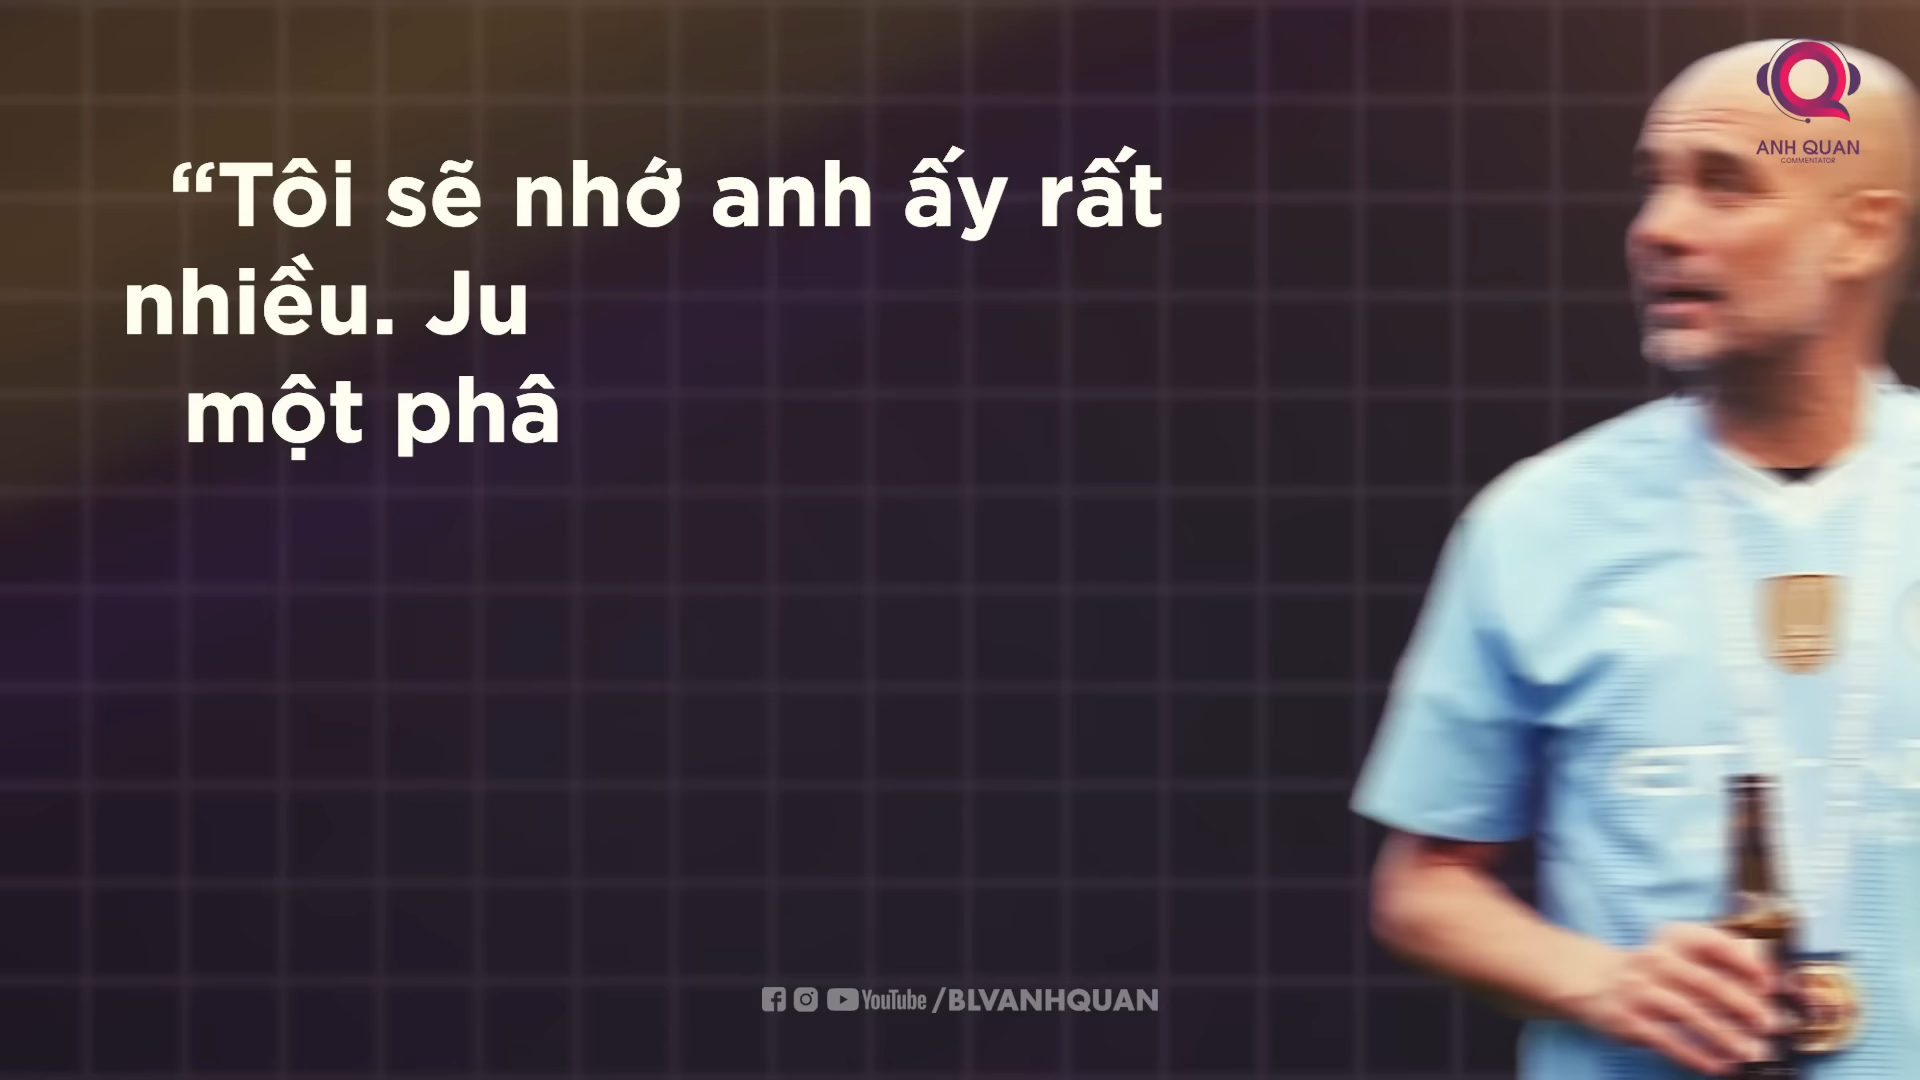 ANH QUAN
COMMENTATOR
“Tôi sẽ nhớ anh ấy rất
nhiều. Ju
một phâ
YouTube /BLVANHQUAN